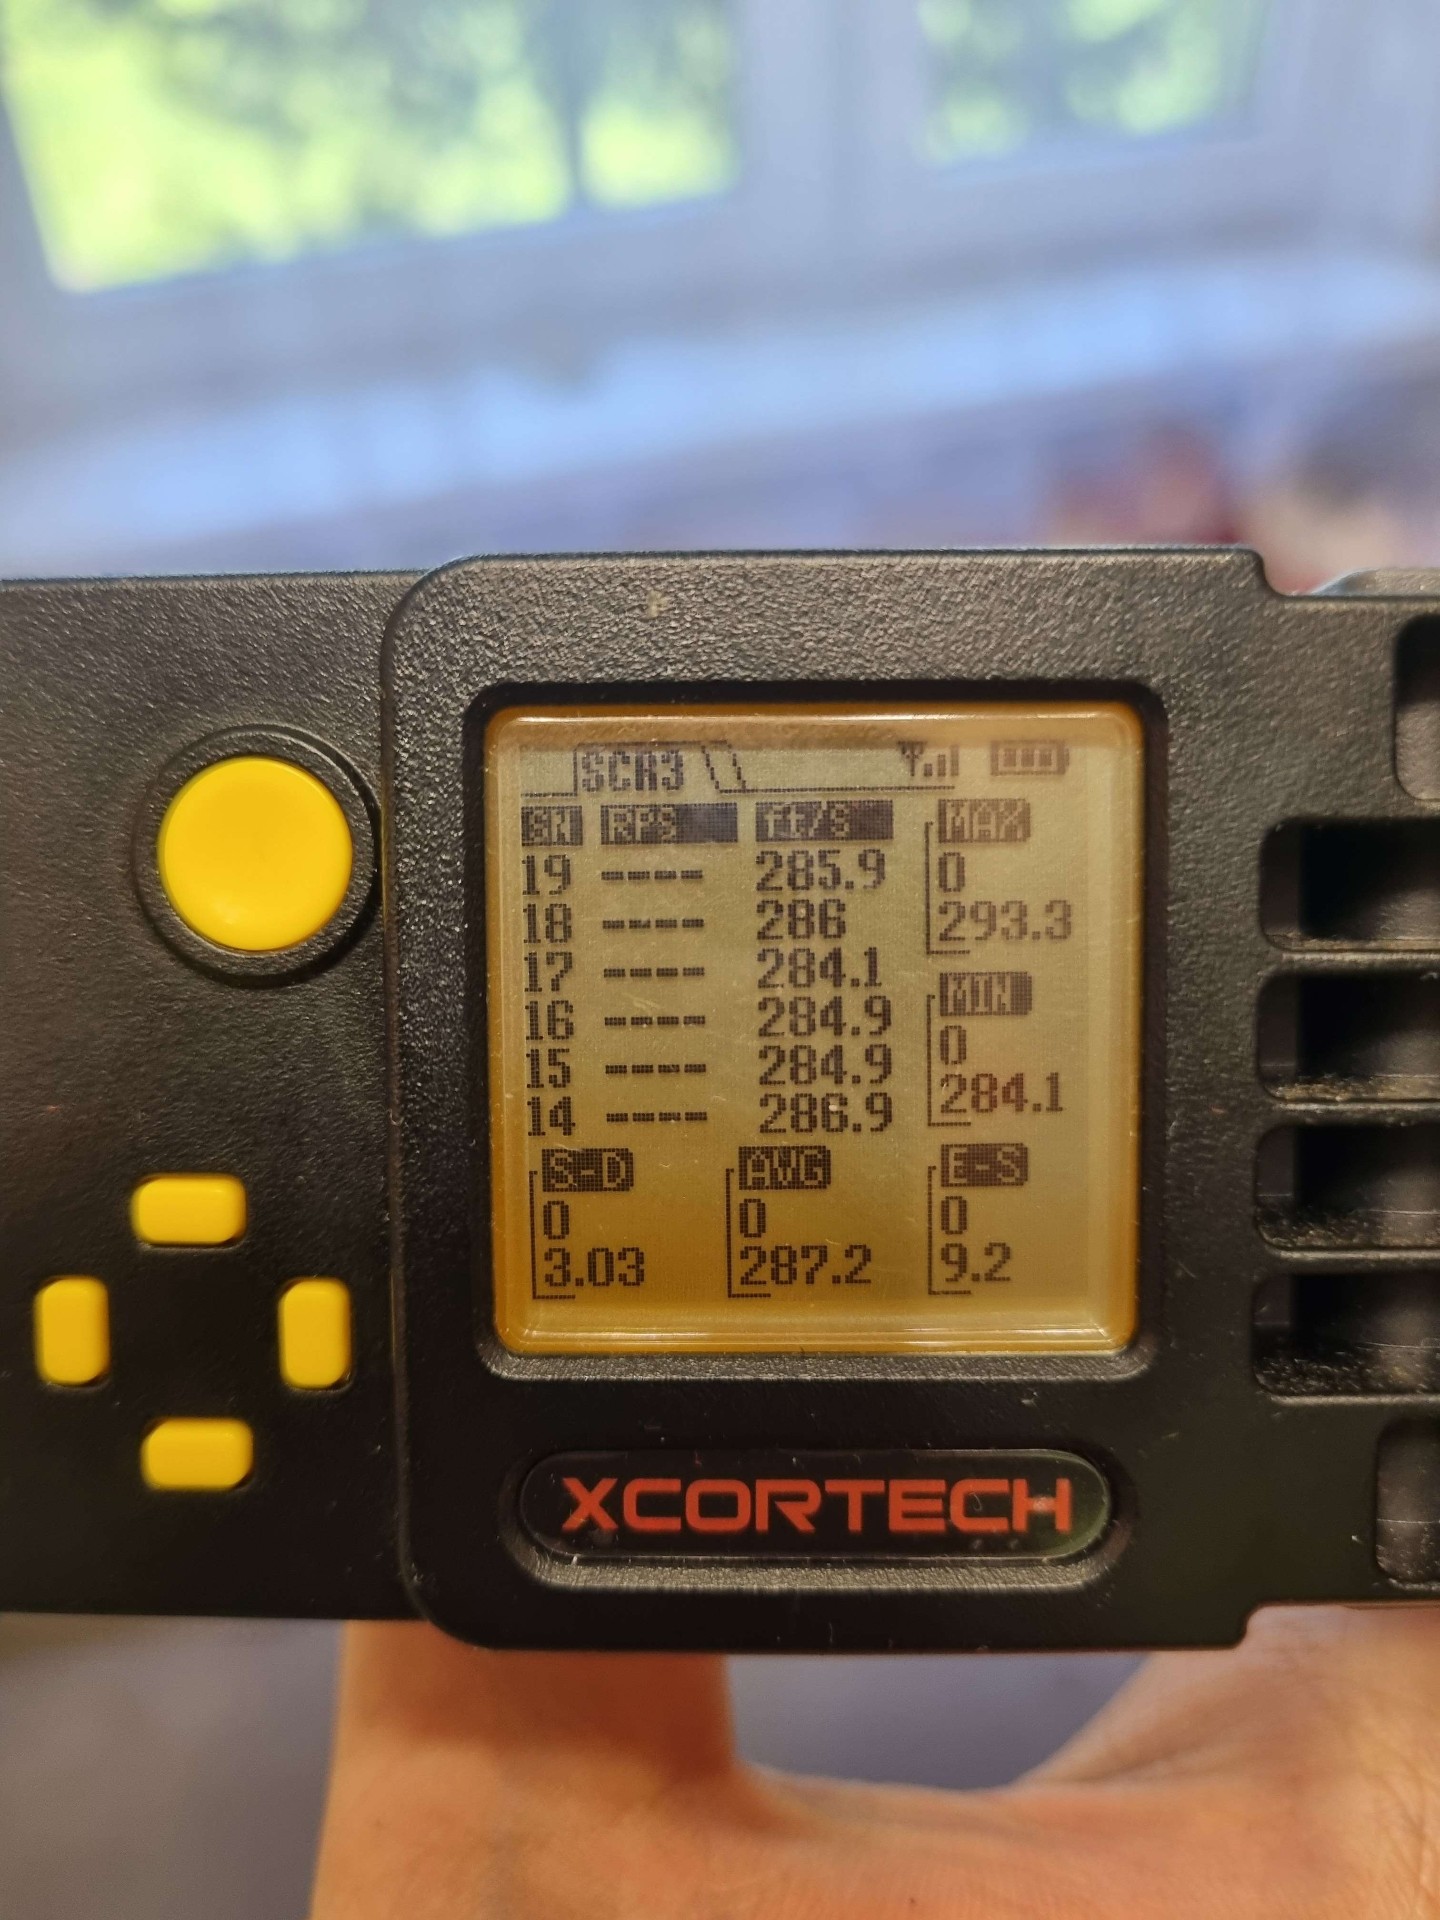 SCR3
SN RPS ft/s MAX
19 ---- 285.9 0
18 ---- 286 293.3
17 ---- 284.1 MIN
16 ---- 284.9 0
15 ---- 284.9 284.1
14 ---- 286.9
S-D AVG E-S
0 0 0
3.03 287.2 9.2
XCORTECH